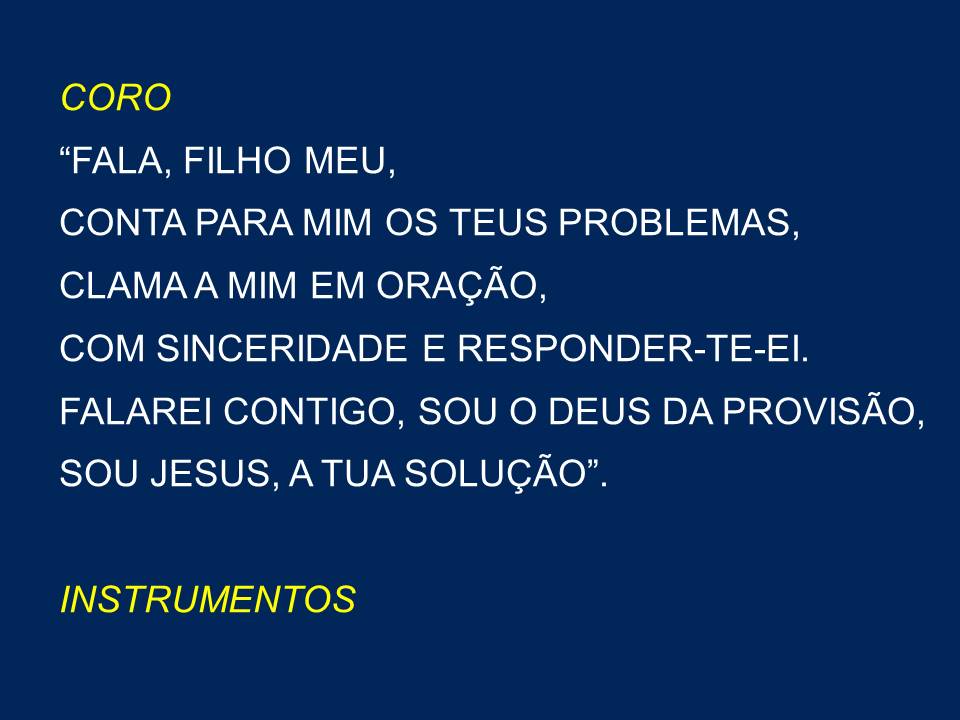 CORO
“FALA, FILHO MEU,
CONTA PARA MIM OS TEUS PROBLEMAS,
CLAMA A MIM EM ORAÇÃO,
COM SINCERIDADE E RESPONDER-TE-EI.
FALAREI CONTIGO, SOU O DEUS DA PROVISÃO,
SOU JESUS, A TUA SOLUÇÃO”.
INSTRUMENTOS